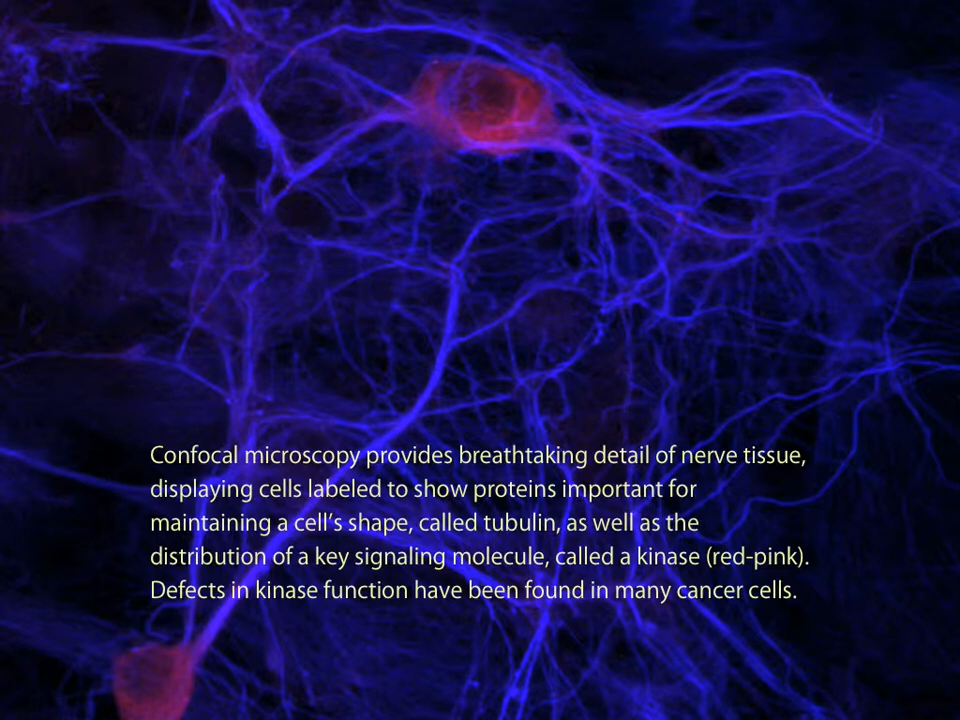 Confocal microscopy provides breathtaking detail of nerve tissue,
displaying cells labeled to show proteins important for
maintaining a cell’s shape, called tubulin, as well as the
distribution of a key signaling molecule, called a kinase (red-pink).
Defects in kinase function have been found in many cancer cells.